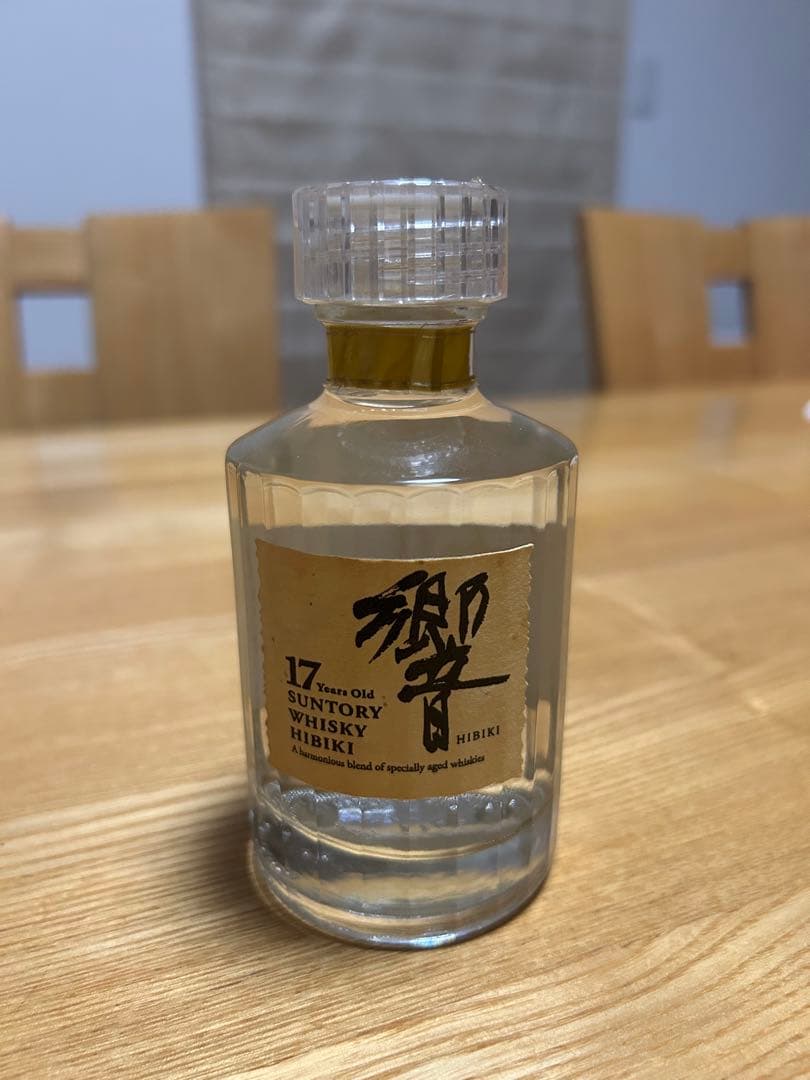 響
17 Years Old
SUNTORY
WHISKY
HIBIKI
HIBIKI
A harmonious blend of specially aged whiskies